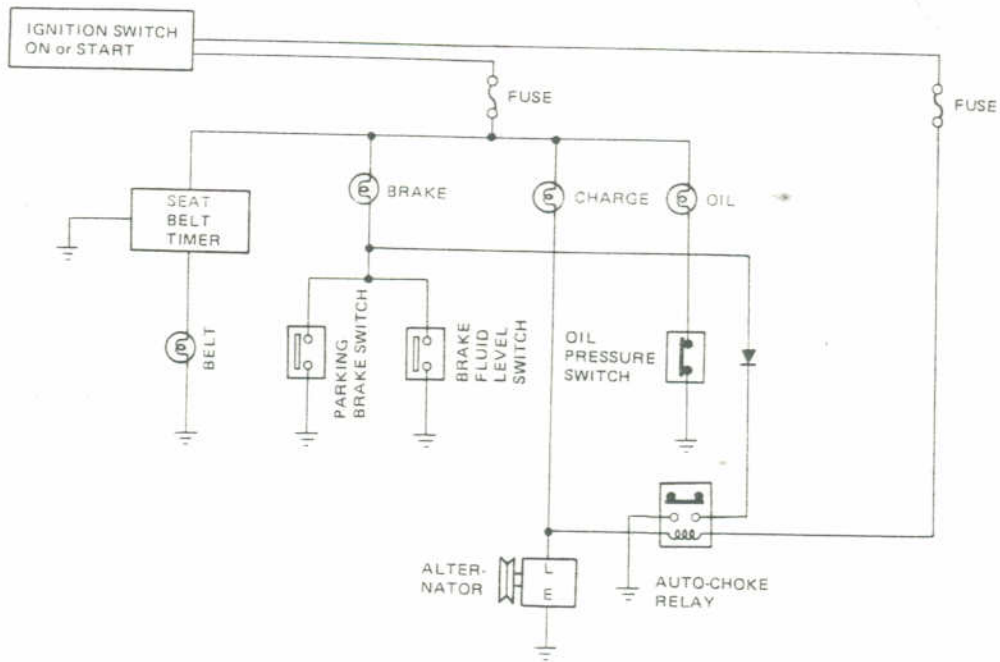 IGNITION SWITCH
ON or START
FUSE
FUSE
BRAKE
CHARGE
OIL
SEAT
BELT
TIMER
BELT
PARKING
BRAKE SWITCH
BRAKE
FLUID
LEVEL
SWITCH
OIL
PRESSURE
SWITCH
ALTER-
NATOR
L
E
AUTO-CHOKE
RELAY